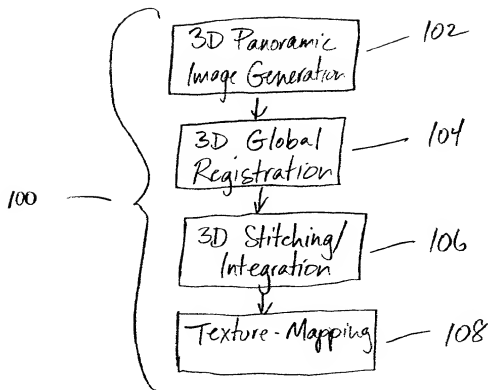 3D Panoramic
Image Generation
102
3D Global
Registration
104
100
3D Stitching/
Integration
106
Texture-Mapping
108